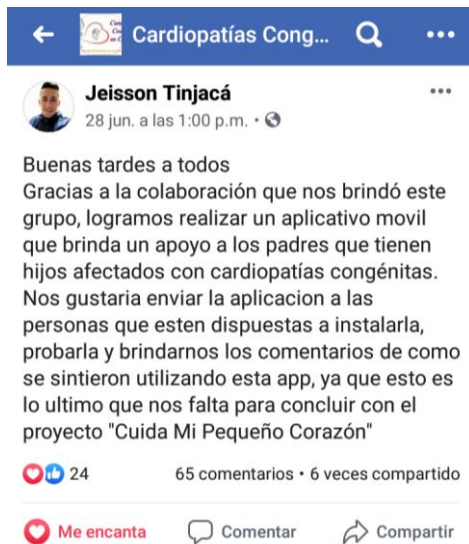 Cardiopatías Cong...
Jeisson Tinjacá
28 jun. a las 1:00 p.m. •
Buenas tardes a todos
Gracias a la colaboración que nos brindó este
grupo, logramos realizar un aplicativo movil
que brinda un apoyo a los padres que tienen
hijos afectados con cardiopatías congénitas.
Nos gustaria enviar la aplicacion a las
personas que esten dispuestas a instalarla,
probarla y brindarnos los comentarios de como
se sintieron utilizando esta app, ya que esto es
lo ultimo que nos falta para concluir con el
proyecto "Cuida Mi Pequeño Corazón"
24 65 comentarios • 6 veces compartido
Me encanta Comentar Compartir